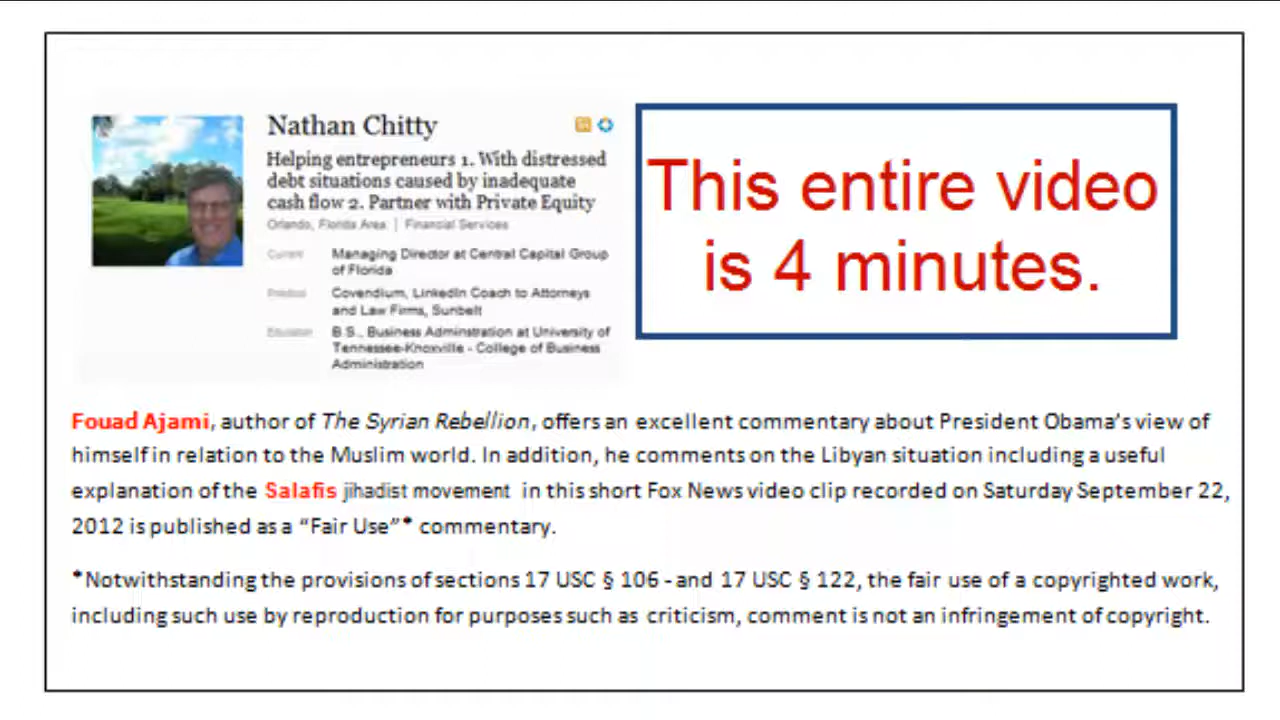 Nathan Chitty
Helping entrepreneurs 1. With distressed
debt situations caused by inadequate
cash flow 2. Partner with Private Equity
Orlando, Florida Area | Financial Services
Current
Managing Director at Central Capital Group
of Florida
Previous
Covendium, LinkedIn Coach to Attorneys
and Law Firms, Sunbelt
Education
B.S., Business Adminstration at University of
Tennessee-Knoxville - College of Business
Administration
This entire video
is 4 minutes.
Fouad Ajami, author of The Syrian Rebellion, offers an excellent commentary about President Obama's view of
himself in relation to the Muslim world. In addition, he comments on the Libyan situation including a useful
explanation of the Salafis jihadist movement in this short Fox News video clip recorded on Saturday September 22,
2012 is published as a “Fair Use”* commentary.
*Notwithstanding the provisions of sections 17 USC § 106 - and 17 USC § 122, the fair use of a copyrighted work,
including such use by reproduction for purposes such as criticism, comment is not an infringement of copyright.